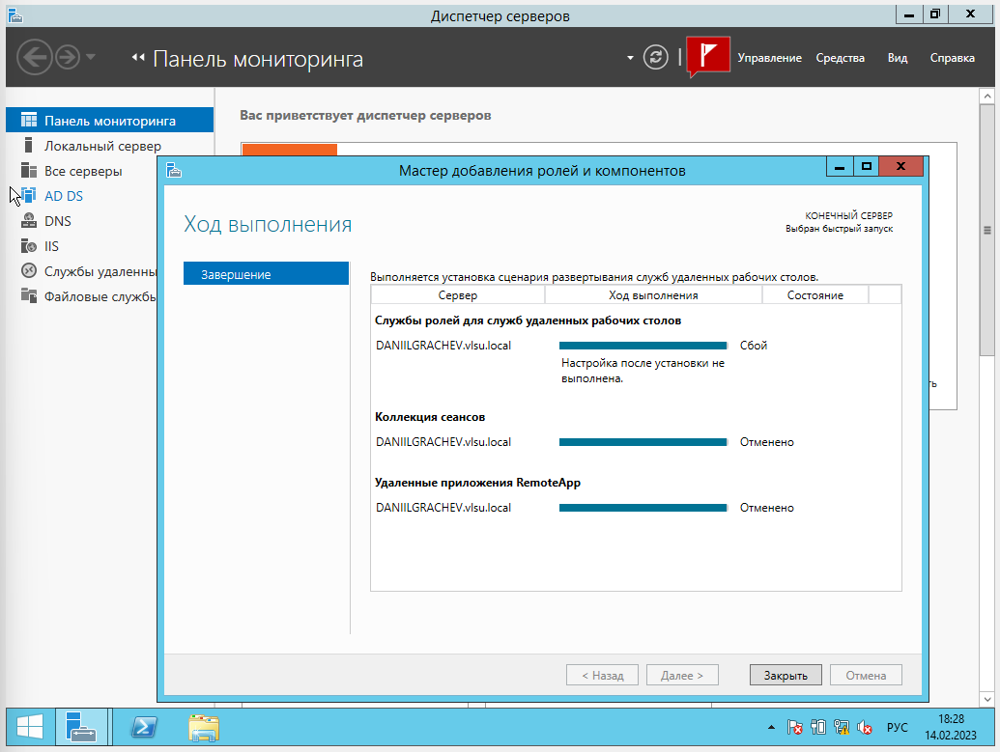 Диспетчер серверов
Панель мониторинга
Управление
Средства
Вид
Справка
Панель мониторинга
Локальный сервер
Все серверы
AD DS
DNS
IIS
Службы удаленны
Файловые службы
Вас приветствует диспетчер серверов
Мастер добавления ролей и компонентов
Ход выполнения
КОНЕЧНЫЙ СЕРВЕР
Выбран быстрый запуск
Завершение
Выполняется установка сценария развертывания служб удаленных рабочих столов.
Сервер Ход выполнения Состояние
Службы ролей для служб удаленных рабочих столов
DANIILGRACHEV.vlsu.local Сбой
Настройка после установки не
выполнена.
Коллекция сеансов
DANIILGRACHEV.vlsu.local Отменено
Удаленные приложения RemoteApp
DANIILGRACHEV.vlsu.local Отменено
ть
< Назад Далее > Закрыть Отмена
РУС
18:28
14.02.2023